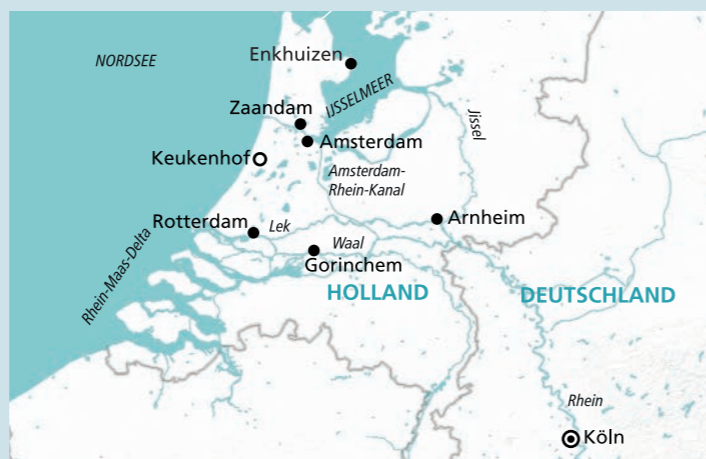 NORDSEE
Enkhuizen
IJSSELMEER
Zaandam
Amsterdam
Ijssel
Keukenhof
Amsterdam-
Rhein-Kanal
Rotterdam
Lek
Arnheim
Waal
Gorinchem
Rhein-Maas-Delta
HOLLAND
DEUTSCHLAND
Rhein
Köln